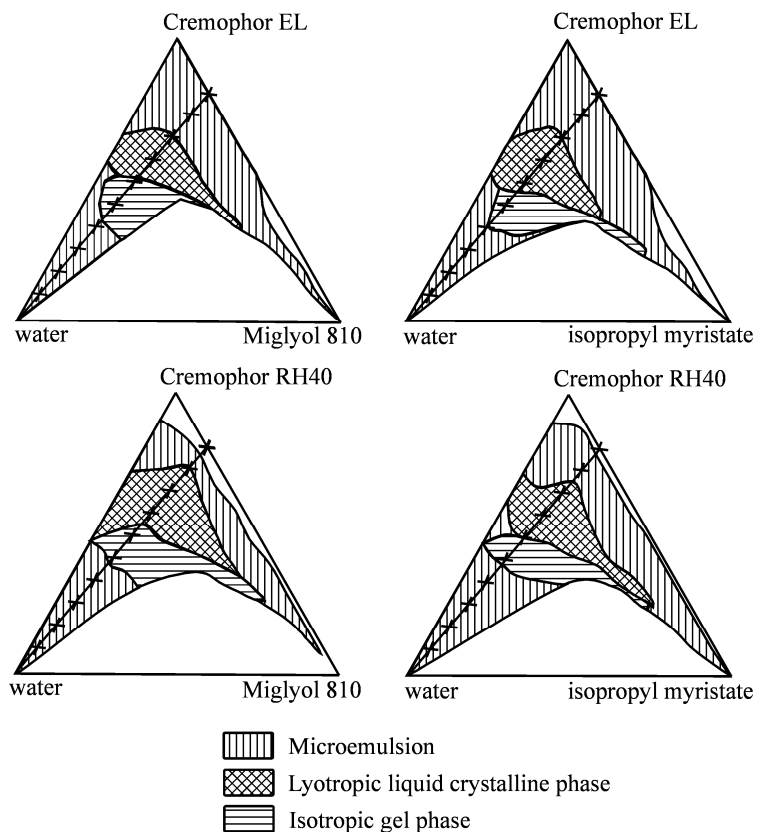 Cremophor EL
Cremophor EL
water
Miglyol 810
water
isopropyl myristate
Cremophor RH40
Cremophor RH40
water
Miglyol 810
water
isopropyl myristate
Microemulsion
Lyotropic liquid crystalline phase
Isotropic gel phase